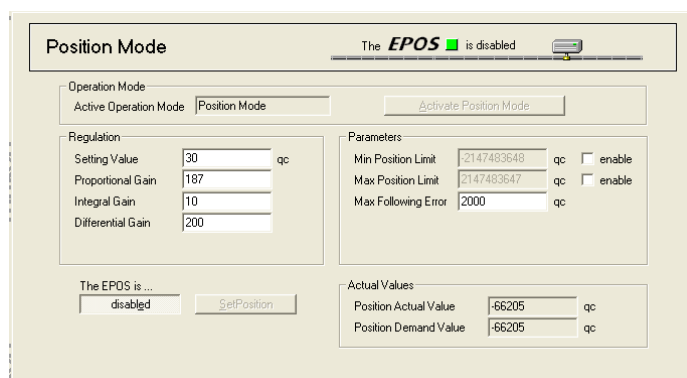 Position Mode
The EPOS is disabled
Operation Mode
Active Operation Mode Position Mode Activate Position Mode
Regulation
Setting Value 30 qc
Proportional Gain 187
Integral Gain 10
Differential Gain 200
Parameters
Min Position Limit -2147483648 qc enable
Max Position Limit 2147483647 qc enable
Max Following Error 2000 qc
The EPOS is ...
disabled SetPosition
Actual Values
Position Actual Value -66205 qc
Position Demand Value -66205 qc